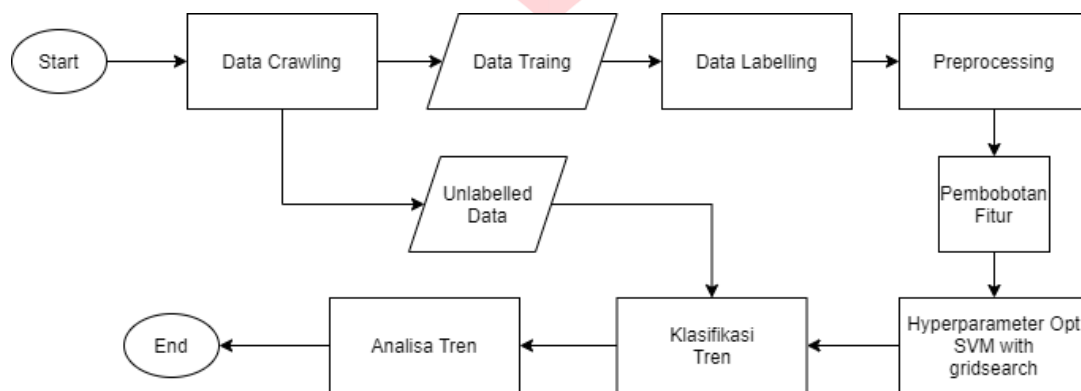 Start
Data Crawling
Data Traing
Data Labelling
Preprocessing
Unlabelled
Data
Pembobotan
Fitur
End
Analisa Tren
Klasifikasi
Tren
Hyperparameter Opt
SVM with
gridsearch